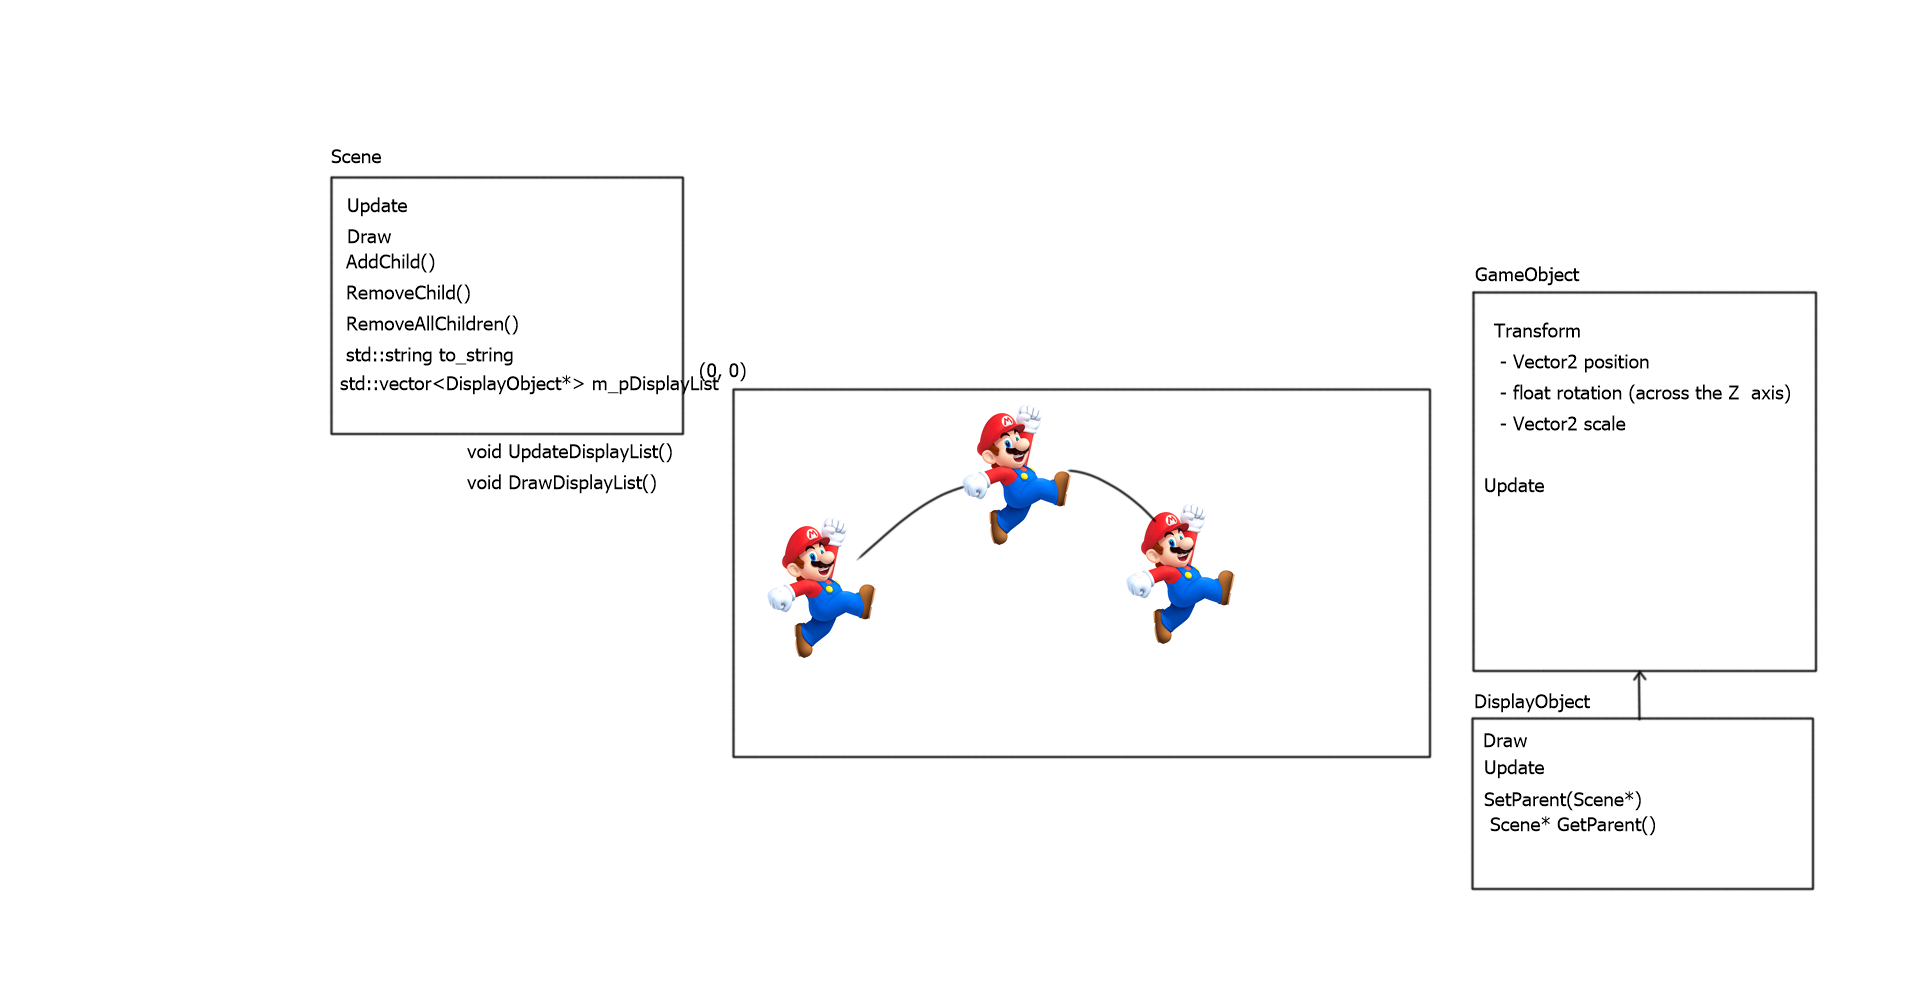 Scene
Update
Draw
AddChild()
RemoveChild()
RemoveAllChildren()
std::string to_string
std::vector<DisplayObject*> m_pDisplayList
void UpdateDisplayList()
void DrawDisplayList()
(0, 0)
GameObject
Transform
- Vector2 position
- float rotation (across the Z  axis)
- Vector2 scale
Update
DisplayObject
Draw
Update
SetParent(Scene*)
Scene* GetParent()